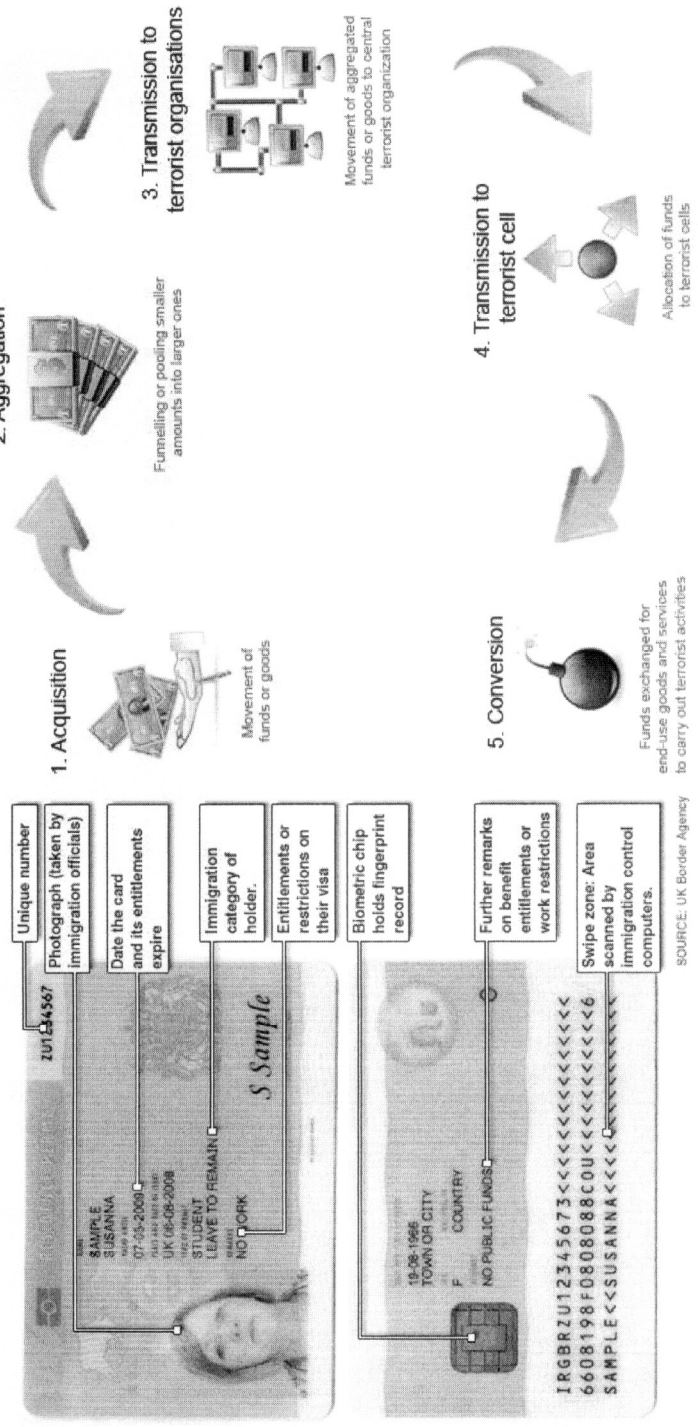 ZU1234567
SAMPLE
SUSANNA
07-05-2009
UK 06-08-2008
STUDENT
LEAVE TO REMAIN
NO WORK
S Sample
Unique number
Photograph (taken by
immigration officials)
Date the card
and its entitlements
expire
Immigration
category of
holder.
Entitlements or
restrictions on
their visa
19-08-1966
TOWN OR CITY
F
COUNTRY
NO PUBLIC FUNDS
IRGBRZU12345673<<<<<<<<<<<<<<<
6608198F0808088COU<<<<<<<<<<<6
SAMPLE<<SUSANNA<<<<<<<<<<<<<<<
Biometric chip
holds fingerprint
record
Further remarks
on benefit
entitlements or
work restrictions
Swipe zone: Area
scanned by
immigration control
computers.
SOURCE: UK Border Agency
1. Acquisition
Movement of
funds or goods
2. Aggregation
Funnelling or pooling smaller
amounts into larger ones
3. Transmission to
terrorist organisations
Movement of aggregated
funds or goods to central
terrorist organization
4. Transmission to
terrorist cell
Allocation of funds
to terrorist cells
5. Conversion
Funds exchanged for
end-use goods and services
to carry out terrorist activities